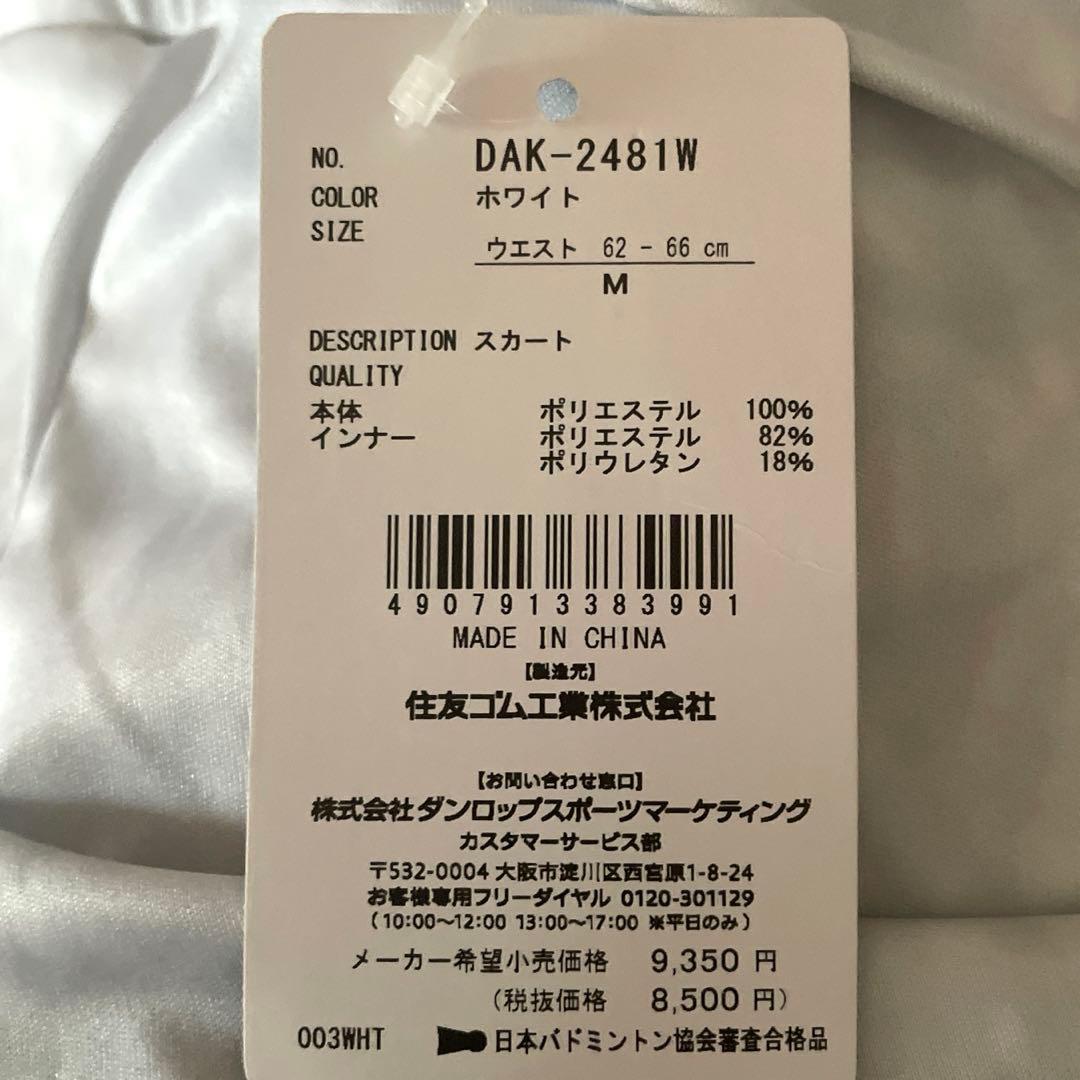 NO. DAK-2481W
COLOR ホワイト
SIZE
ウエスト 62 - 66 cm
M
DESCRIPTION スカート
QUALITY
本体 ポリエステル 100%
インナー ポリエステル 82%
ポリウレタン 18%
4907913383991
MADE IN CHINA
【製造元】
住友ゴム工業株式会社
【お問い合わせ窓口】
株式会社ダンロップスポーツマーケティング
カスタマーサービス部
〒532-0004 大阪市淀川区西宮原1-8-24
お客様専用フリーダイヤル 0120-301129
(10:00〜12:00 13:00〜17:00 ※平日のみ)
メーカー希望小売価格 9,350 円
(税抜価格 8,500 円)
003WHT 日本バドミントン協会審査合格品